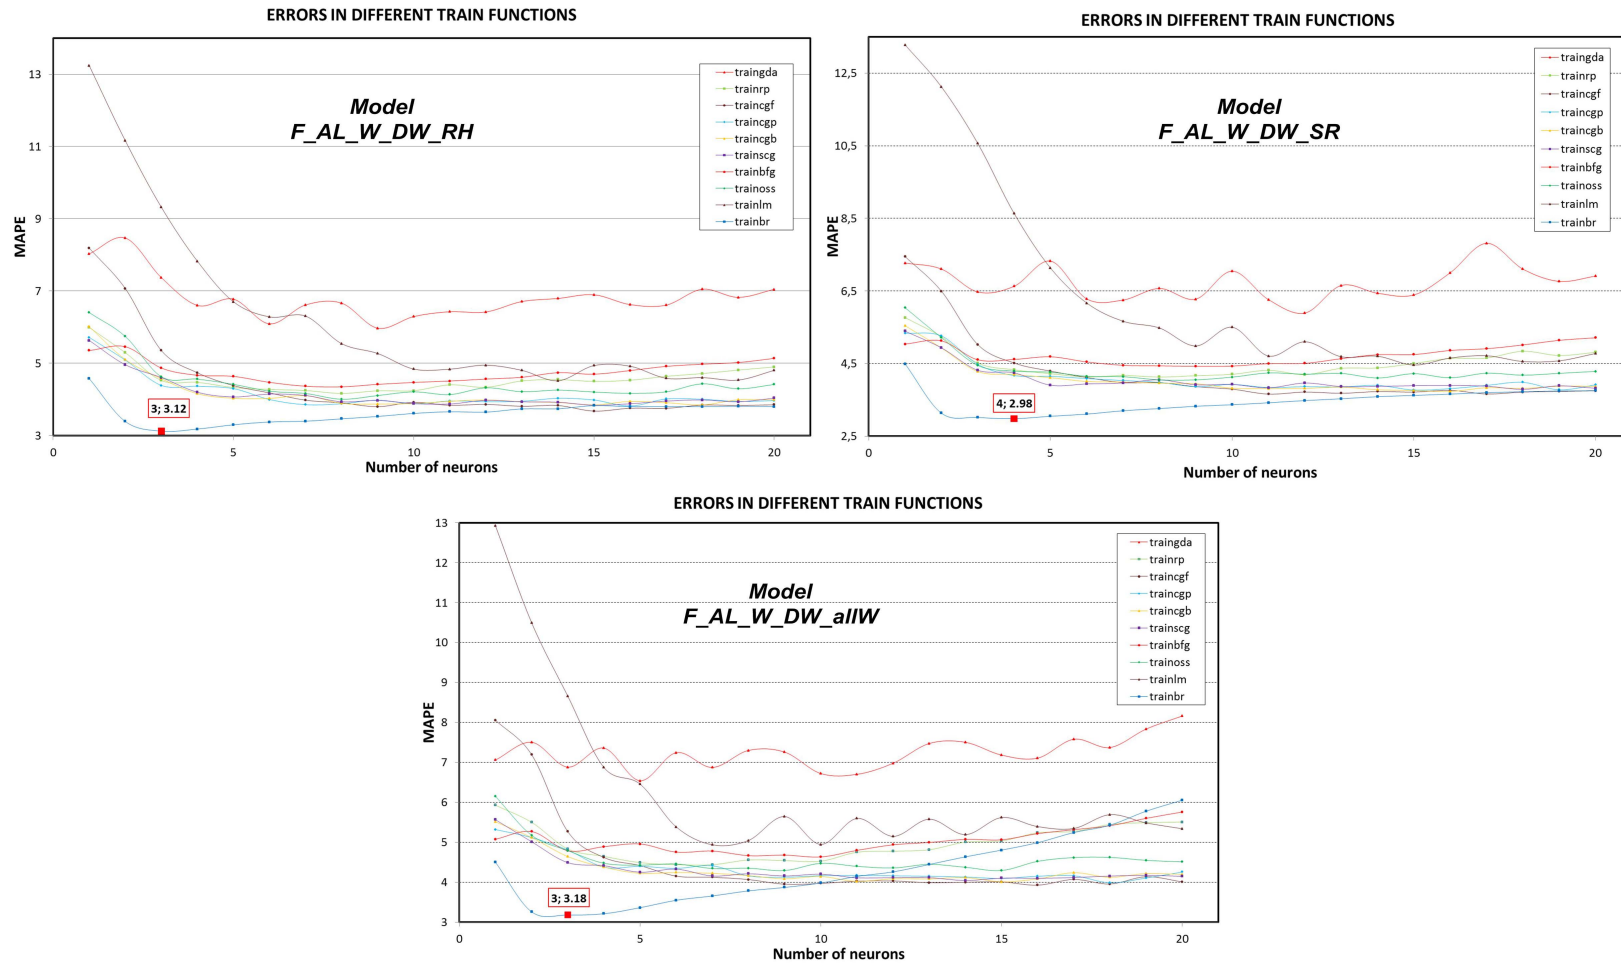 ERRORS IN DIFFERENT TRAIN FUNCTIONS
13
11
9
7
5
3
MAPE
Model
F_AL_W_DW_RH
traingda
trainrp
traincgf
traincgp
traincgb
trainscg
trainbfg
trainoss
trainlm
trainbr
3; 3.12
0
5
10
15
20
Number of neurons
ERRORS IN DIFFERENT TRAIN FUNCTIONS
12,5
10,5
8,5
6,5
4,5
2,5
MAPE
Model
F_AL_W_DW_SR
traingda
trainrp
traincgf
traincgp
traincgb
trainscg
trainbfg
trainoss
trainlm
trainbr
4; 2.98
0
5
10
15
20
Number of neurons
ERRORS IN DIFFERENT TRAIN FUNCTIONS
13
12
11
10
9
8
7
6
5
4
3
MAPE
Model
F_AL_W_DW_allW
traingda
trainrp
traincgf
traincgp
traincgb
trainscg
trainbfg
trainoss
trainlm
trainbr
3; 3.18
0
5
10
15
20
Number of neurons